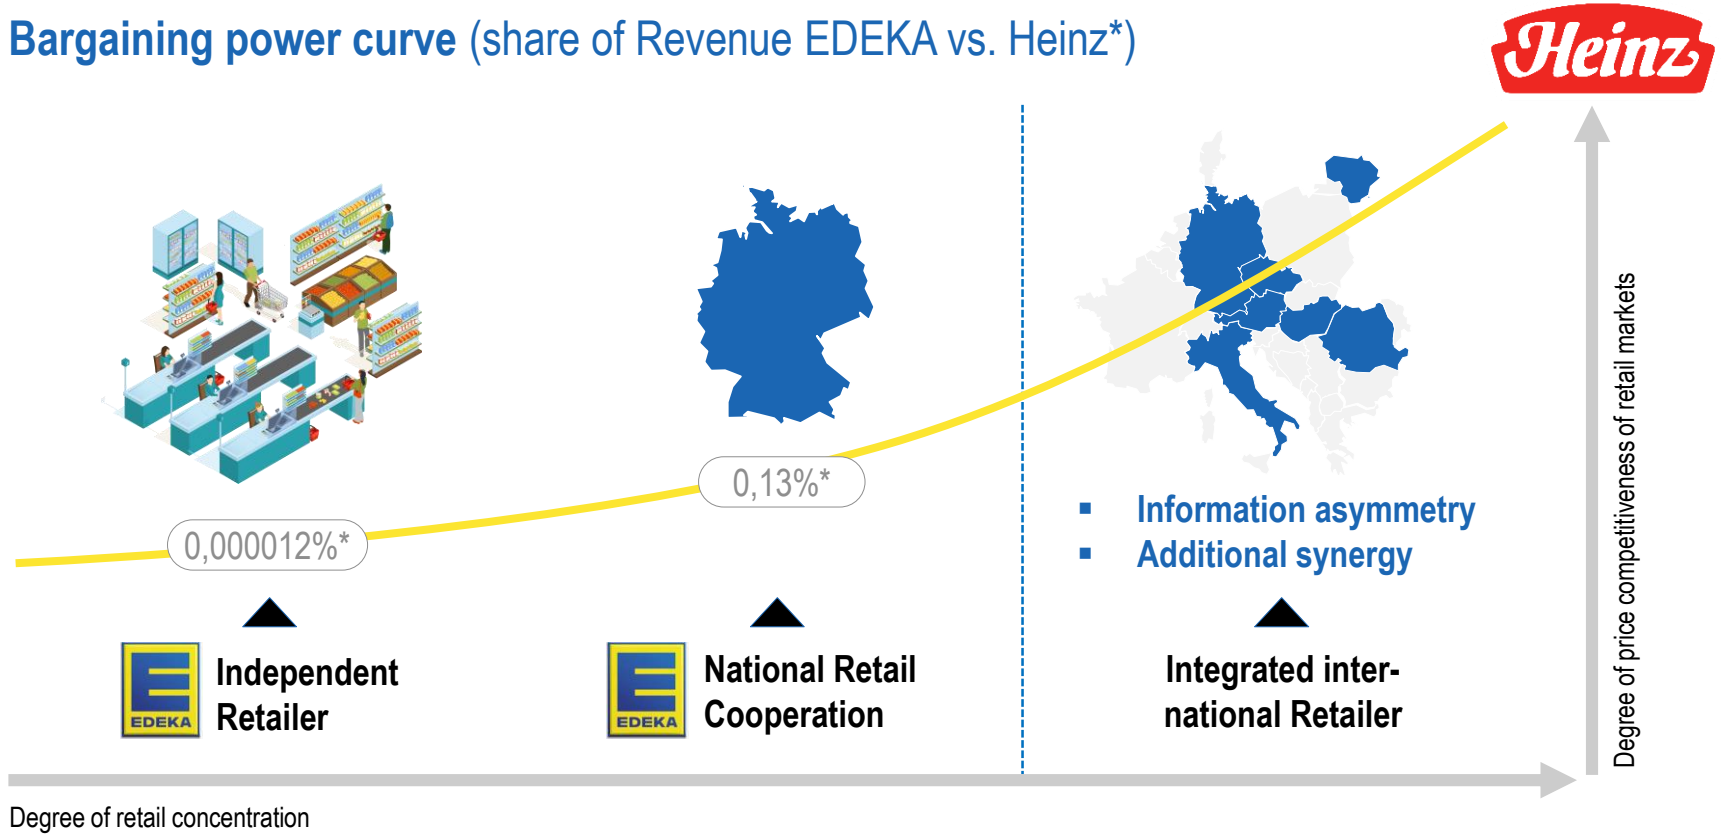 Bargaining power curve (share of Revenue EDEKA vs. Heinz*)
Heinz
0,000012%*
0,13%*
▪ Information asymmetry
▪ Additional synergy
EDEKA
Independent
Retailer
EDEKA
National Retail
Cooperation
Integrated inter-
national Retailer
Degree of price competitiveness of retail markets
Degree of retail concentration